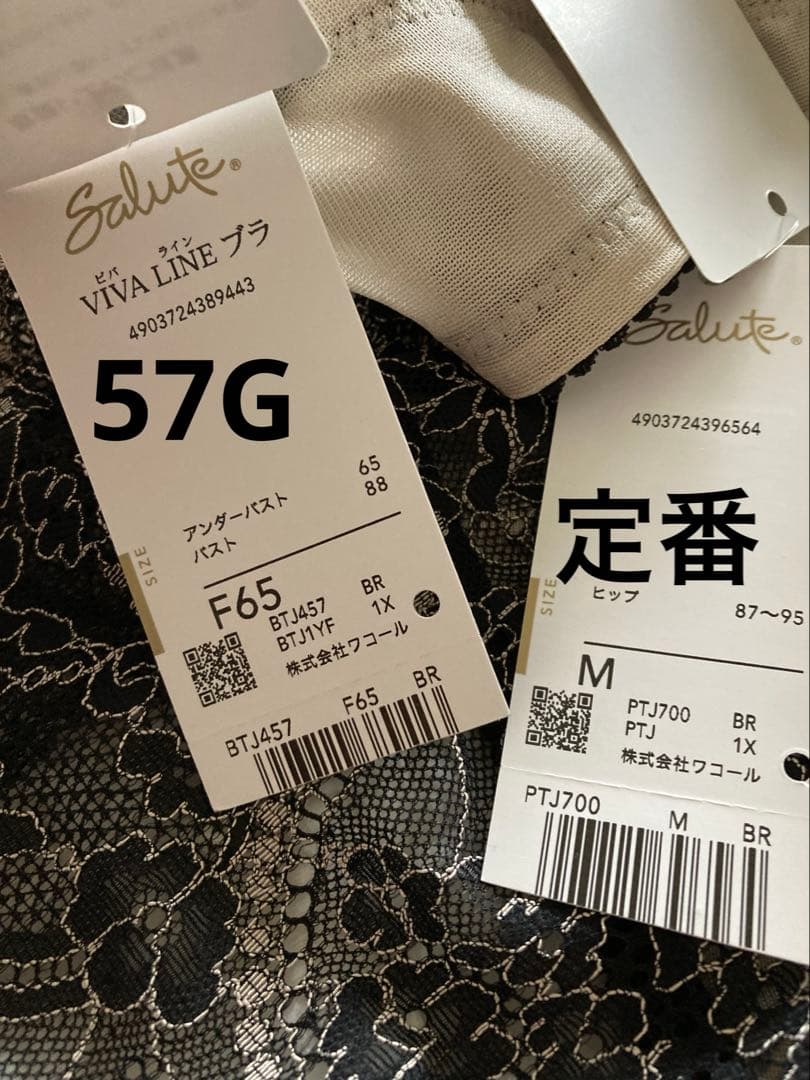 Salute®
ビバ ライン
VIVA LINE ブラ
4903724389443
57G
アンダーバスト 65
バスト 88
SIZE
F65
BTJ457 BR
BTJ1YF 1X
株式会社ワコール
BTJ457 F65 BR
Salute®
4903724396564
定番
SIZE
ヒップ
87〜95
M
PTJ700 BR
PTJ 1X
株式会社ワコール
PTJ700 M BR